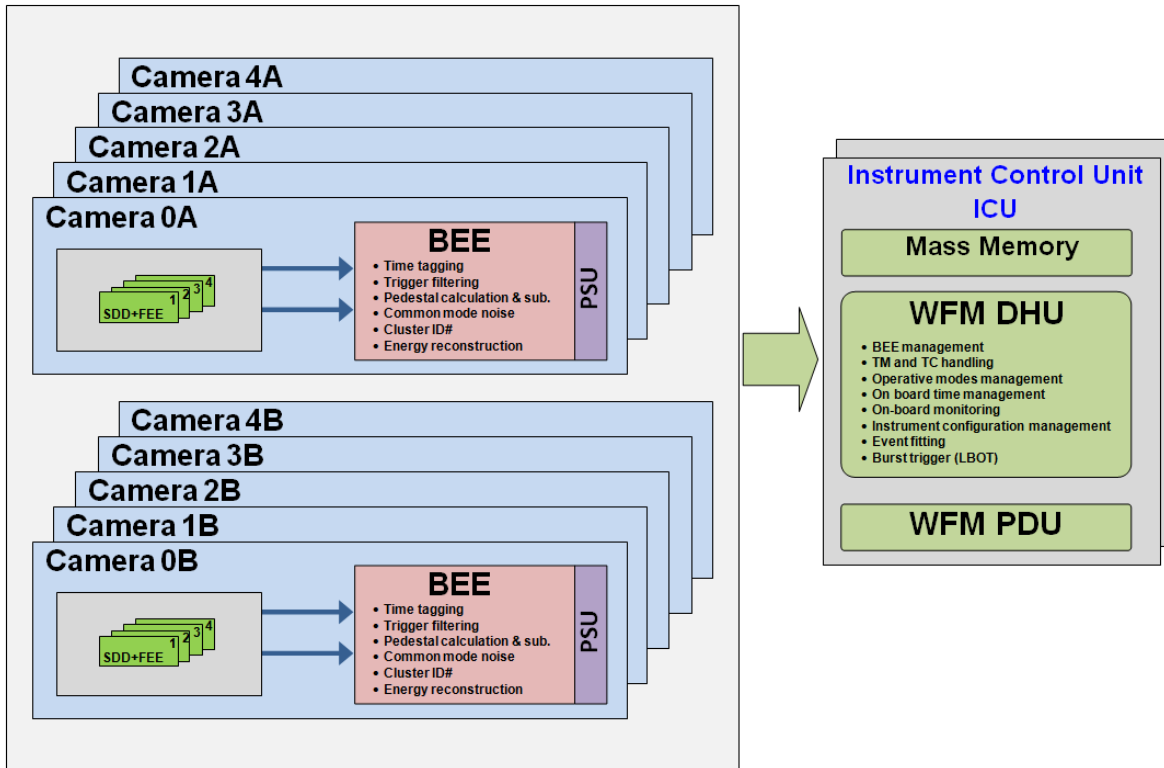 Camera 4A
Camera 3A
Camera 2A
Camera 1A
Camera 0A
1
2
3
4
SDD+FEE
BEE
• Time tagging
• Trigger filtering
• Pedestal calculation & sub.
• Common mode noise
• Cluster ID#
• Energy reconstruction
PSU
Camera 4B
Camera 3B
Camera 2B
Camera 1B
Camera 0B
1
2
3
4
SDD+FEE
BEE
• Time tagging
• Trigger filtering
• Pedestal calculation & sub.
• Common mode noise
• Cluster ID#
• Energy reconstruction
PSU
Instrument Control Unit
ICU
Mass Memory
WFM DHU
• BEE management
• TM and TC handling
• Operative modes management
• On board time management
• On-board monitoring
• Instrument configuration management
• Event fitting
• Burst trigger (LBOT)
WFM PDU